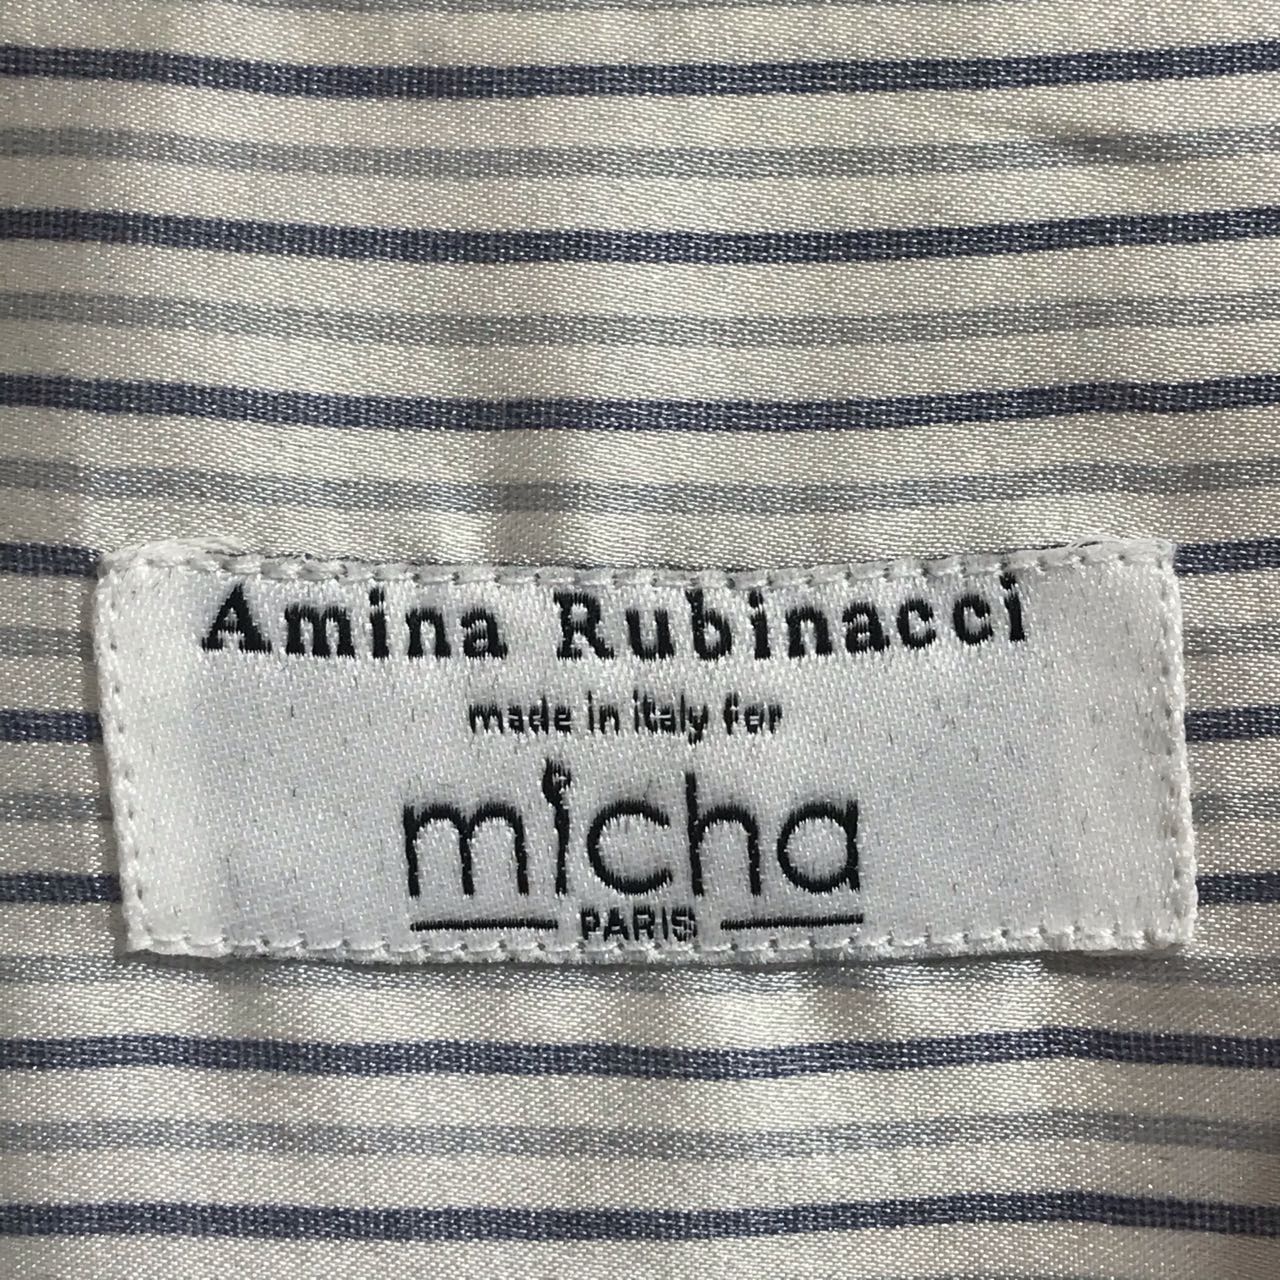 Amina Rubinacci
made in italy for
micha
PARIS